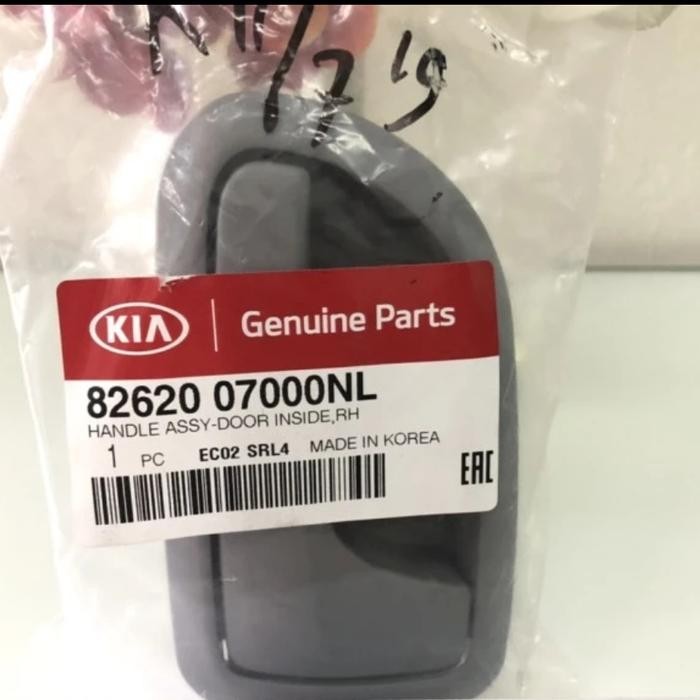 KIA Genuine Parts
82620 07000NL
HANDLE ASSY-DOOR INSIDE,RH
1 PC EC02 SRL4 MADE IN KOREA
EAC